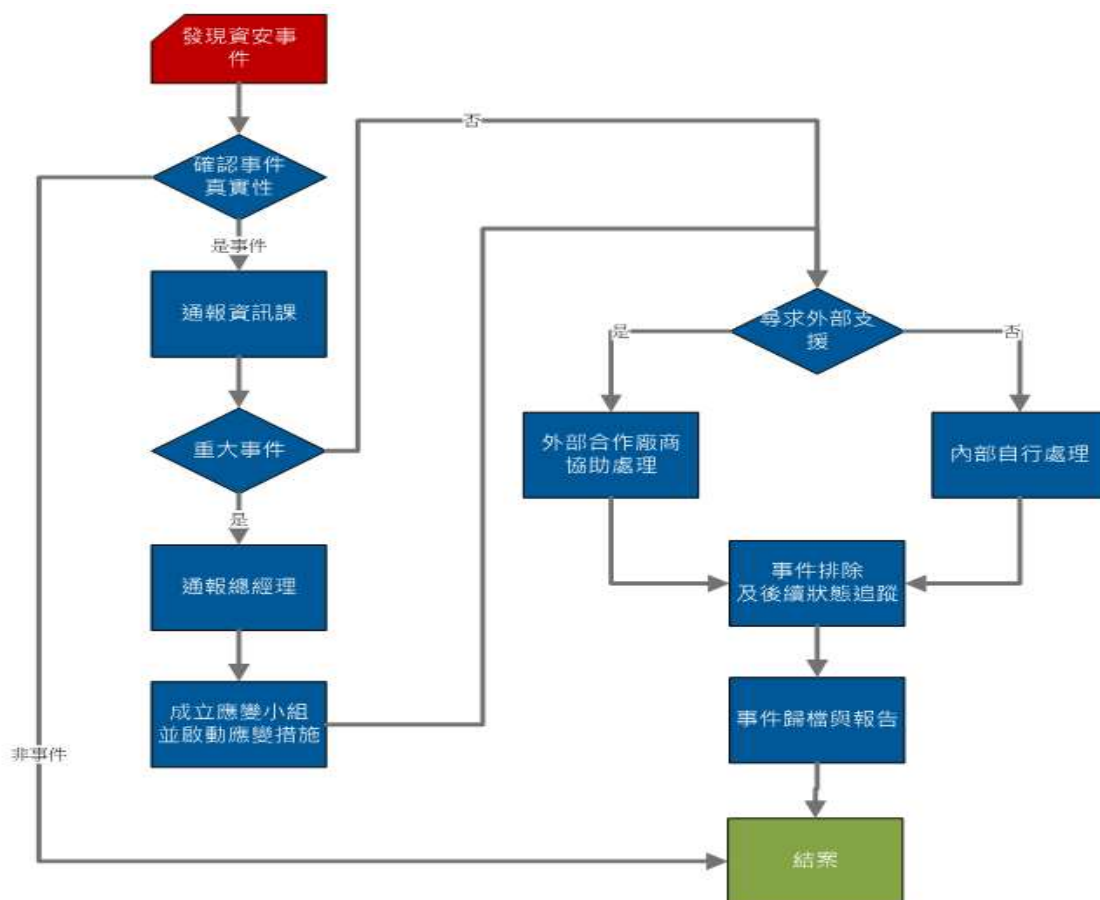 發現資安事
件
否
確認事件
真實性
是事件
通報資訊課
尋求外部支
援
是
否
重大事件
外部合作廠商
協助處理
內部自行處理
是
通報總經理
事件排除
及後續狀態追蹤
成立應變小組
並啟動應變措施
事件歸檔與報告
非事件
結案